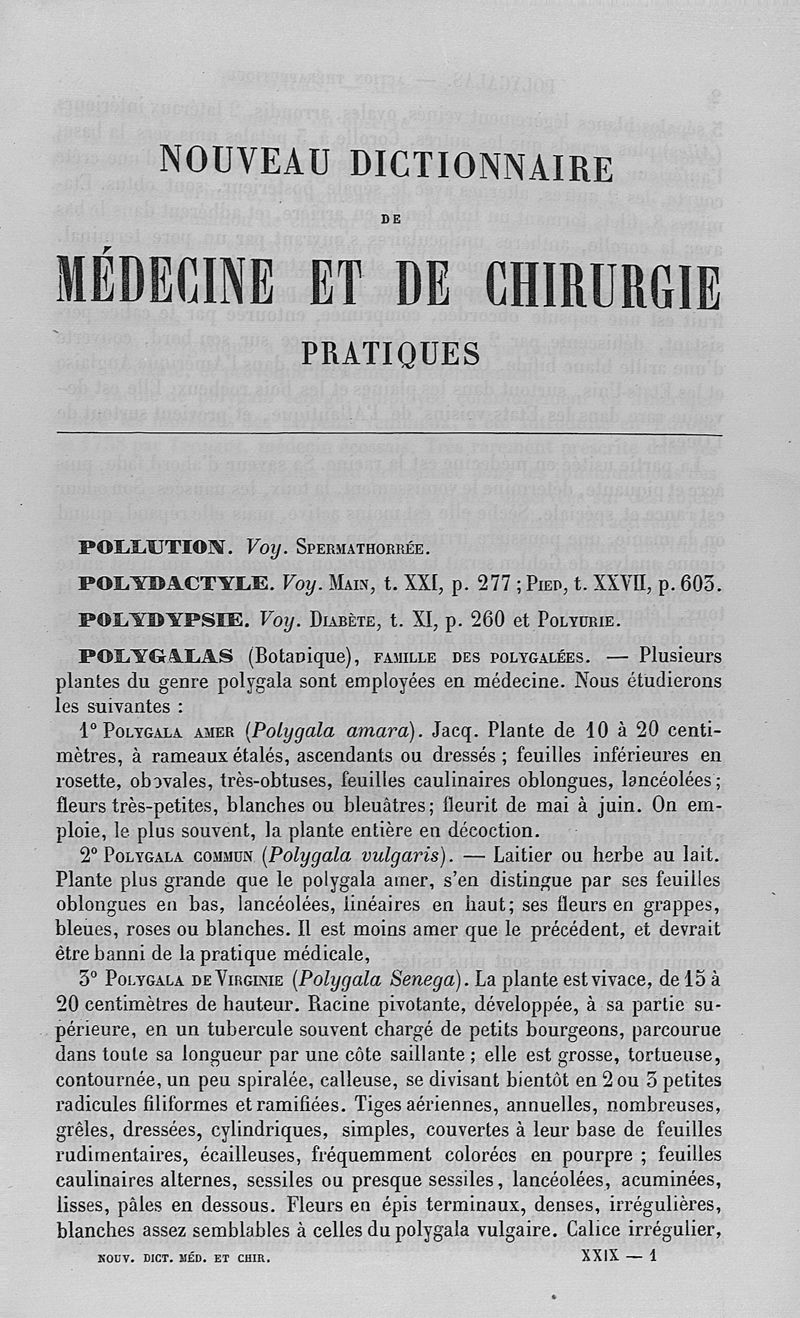 NOUVEAU DICTIONNAIRE
DE
MÉDECINE ET DE CHIRURGIE
PRATIQUES
POLLUTION. Voy. SPERMATHORRÉE.
POLYDACTYLE. Voy. MAIN, t. XXI, p. 277 ; PIED, t. XXVII, p. 603.
POLYDYPSIE. Voy. DIABÈTE, t. XI, p. 260 et POLYURIE.
POLYGALAS (Botanique), FAMILLE DES POLYGALÉES. — Plusieurs
plantes du genre polygala sont employées en médecine. Nous étudierons
les suivantes :
1° POLYGALA AMER (Polygala amara). Jacq. Plante de 10 à 20 centi-
mètres, à rameaux étalés, ascendants ou dressés ; feuilles inférieures en
rosette, obovales, très-obtuses, feuilles caulinaires oblongues, lancéolées ;
fleurs très-petites, blanches ou bleuâtres ; fleurit de mai à juin. On em-
ploie, le plus souvent, la plante entière en décoction.
2° POLYGALA COMMUN (Polygala vulgaris). — Laitier ou herbe au lait.
Plante plus grande que le polygala amer, s'en distingue par ses feuilles
oblongues en bas, lancéolées, linéaires en haut ; ses fleurs en grappes,
bleues, roses ou blanches. Il est moins amer que le précédent, et devrait
être banni de la pratique médicale,
3° POLYGALA DE VIRGINIE (Polygala Senega). La plante est vivace, de 15 à
20 centimètres de hauteur. Racine pivotante, développée, à sa partie su-
périeure, en un tubercule souvent chargé de petits bourgeons, parcourue
dans toute sa longueur par une côte saillante ; elle est grosse, tortueuse,
contournée, un peu spiralée, calleuse, se divisant bientôt en 2 ou 3 petites
radicules filiformes et ramifiées. Tiges aériennes, annuelles, nombreuses,
grêles, dressées, cylindriques, simples, couvertes à leur base de feuilles
rudimentaires, écailleuses, fréquemment colorées en pourpre ; feuilles
caulinaires alternes, sessiles ou presque sessiles, lancéolées, acuminées,
lisses, pâles en dessous. Fleurs en épis terminaux, denses, irrégulières,
blanches assez semblables à celles du polygala vulgaire. Calice irrégulier,
NOUV. DICT. MÉD. ET CHIR. XXIX — 1